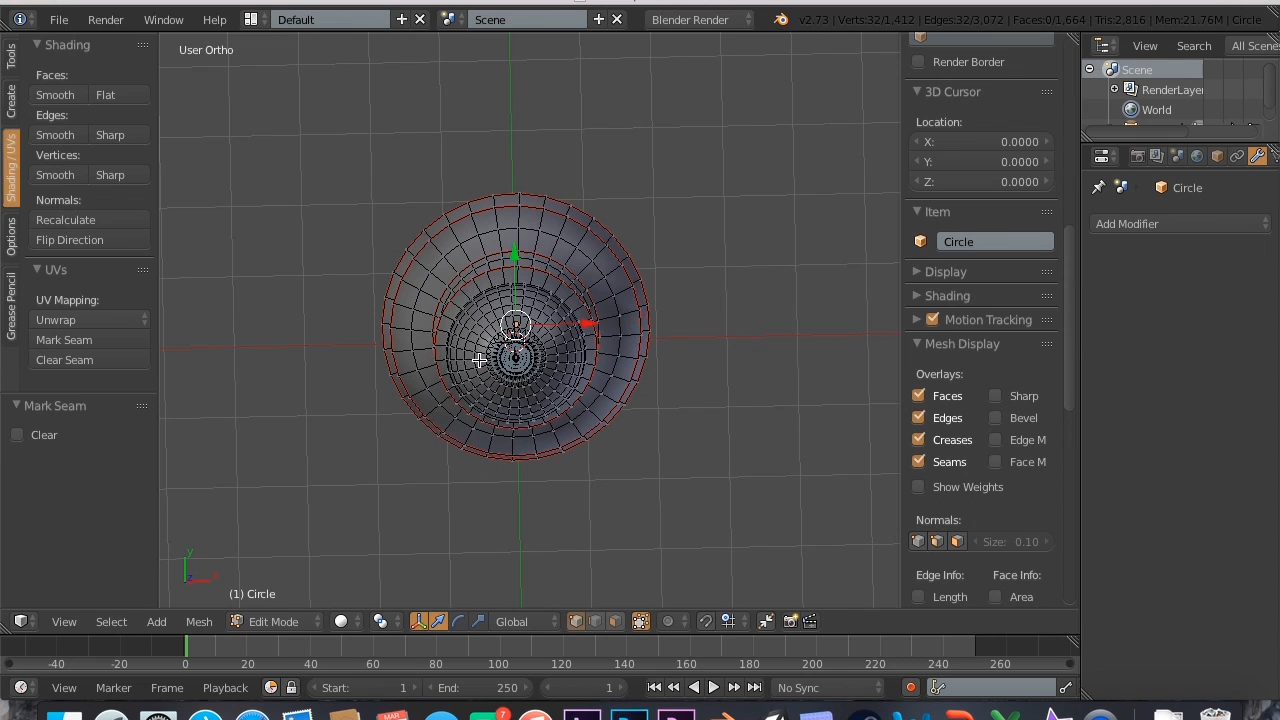 File Render Window Help Default Scene Blender Render v2.73 | Verts:32/1,412 | Edges:32/3,072 | Faces:0/1,664 | Tris:2,816 | Mem:21.76M | Circle
Tools
Create
Shading / UVs
Options
Grease Pencil
Shading
Faces:
Smooth Flat
Edges:
Smooth Sharp
Vertices:
Smooth Sharp
Normals:
Recalculate
Flip Direction
UVs
UV Mapping:
Unwrap
Mark Seam
Clear Seam
Mark Seam
Clear
User Ortho
y
z
x
(1) Circle
Render Border
3D Cursor
Location:
X: 0.0000
Y: 0.0000
Z: 0.0000
Item
Circle
Display
Shading
Motion Tracking
Mesh Display
Overlays:
Faces Sharp
Edges Bevel
Creases Edge M
Seams Face M
Show Weights
Normals:
Size: 0.10
Edge Info: Face Info:
Length Area
View Search All Scene
Scene
RenderLaye
World
Circle
Add Modifier
View Select Add Mesh Edit Mode Global
-40 -20 0 20 40 60 80 100 120 140 160 180 200 220 240 260
View Marker Frame Playback Start: 1 End: 250 1 No Sync
MAR
7